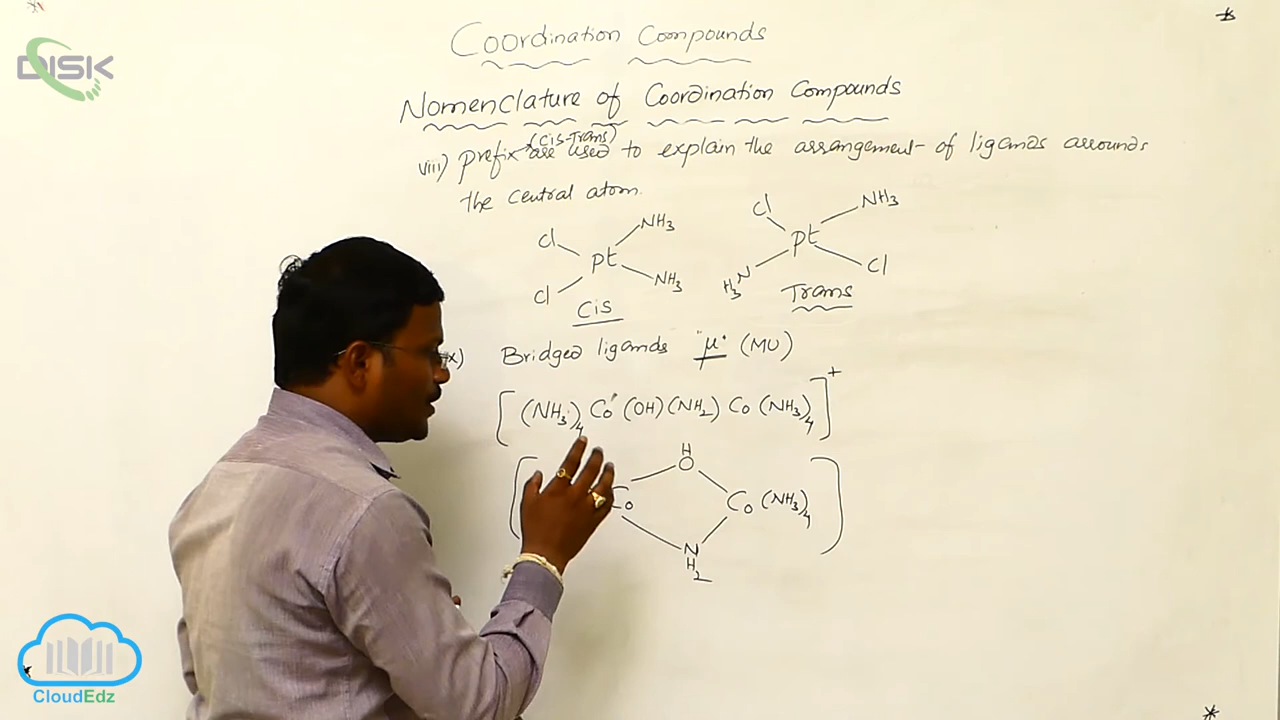 DISK
Coordination Compounds
Nomenclature of Coordination Compounds
(Cis-Trans)
viii) prefix are used to explain the arrangement of ligands arrounds
the central atom.
Cl NH₃
Pt
Cl NH₃
Cis
Cl NH₃
Pt
H₃N Cl
Trans
x) Bridged ligands "μ" (MU)
[(NH₃)₄ Co (OH)(NH₂) Co (NH₃)₄]⁺
H
O
Co Co (NH₃)₄
N
H₂
CloudEdz